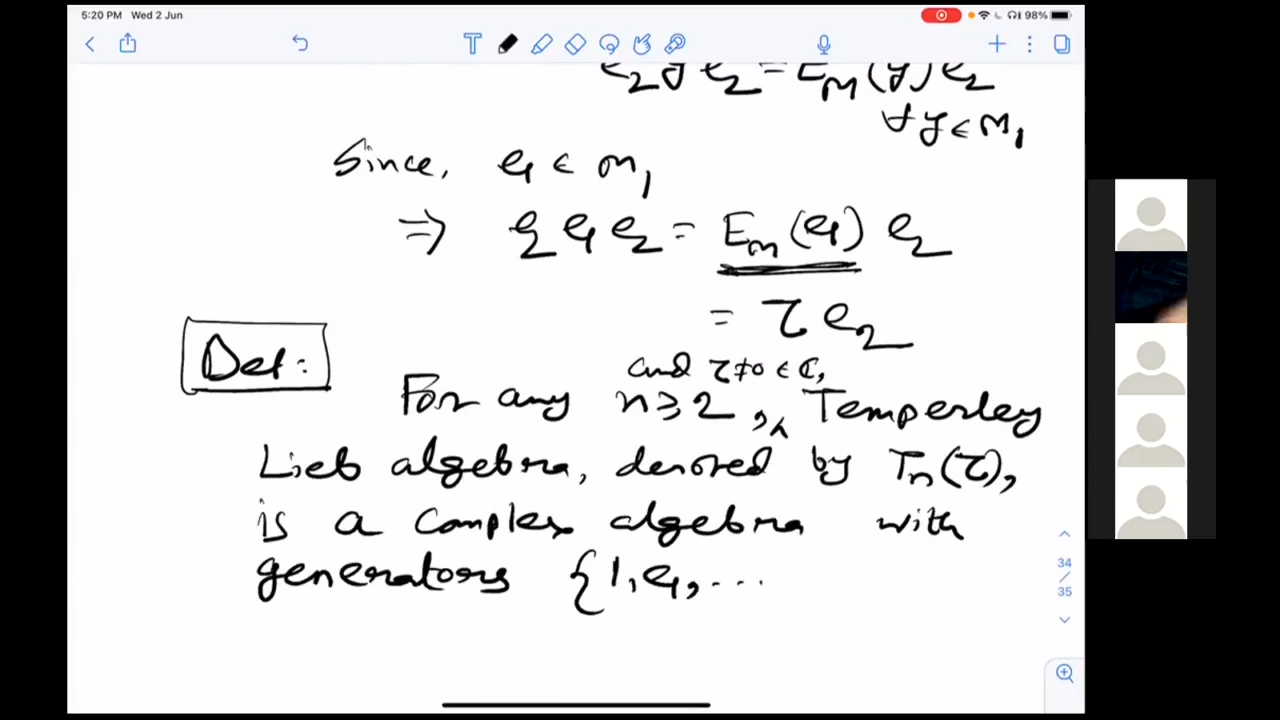 5:20 PM Wed 2 Jun
98%
e₂ y e₂ = E_M (y) e₂
∀ y ∈ M₁
Since, e₁ ∈ M₁
⇒ e₂ e₁ e₂ = E_M (e₁) e₂
= τ e₂
Def:
and τ≠0 ∈ ℂ,
For any n ≥ 2 , Temperley
Lieb algebra, denoted by Tₙ(τ),
is a complex algebra with
generators {1, e₁, ...
34
/
35